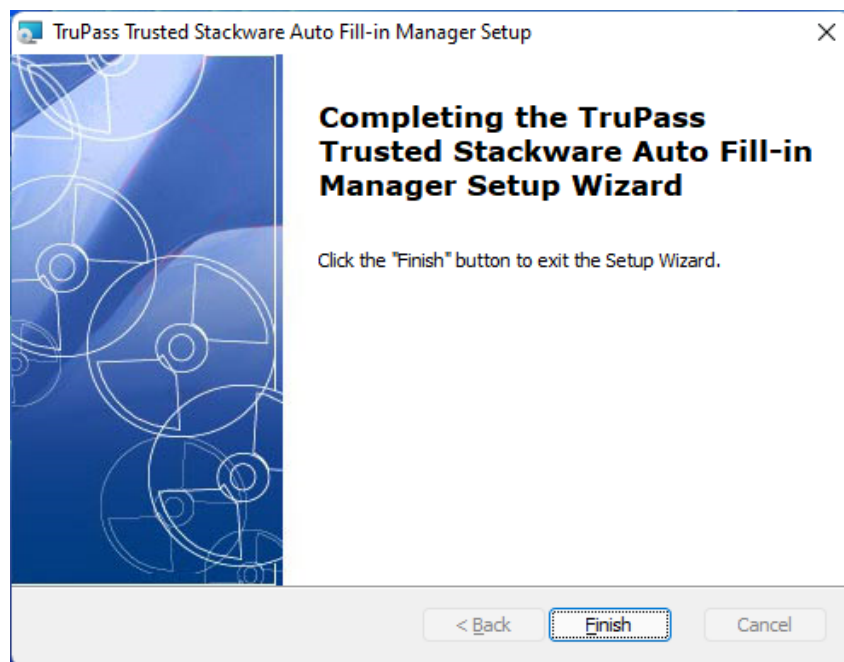 TruPass Trusted Stackware Auto Fill-in Manager Setup
Completing the TruPass
Trusted Stackware Auto Fill-in
Manager Setup Wizard
Click the "Finish" button to exit the Setup Wizard.
< Back Finish Cancel